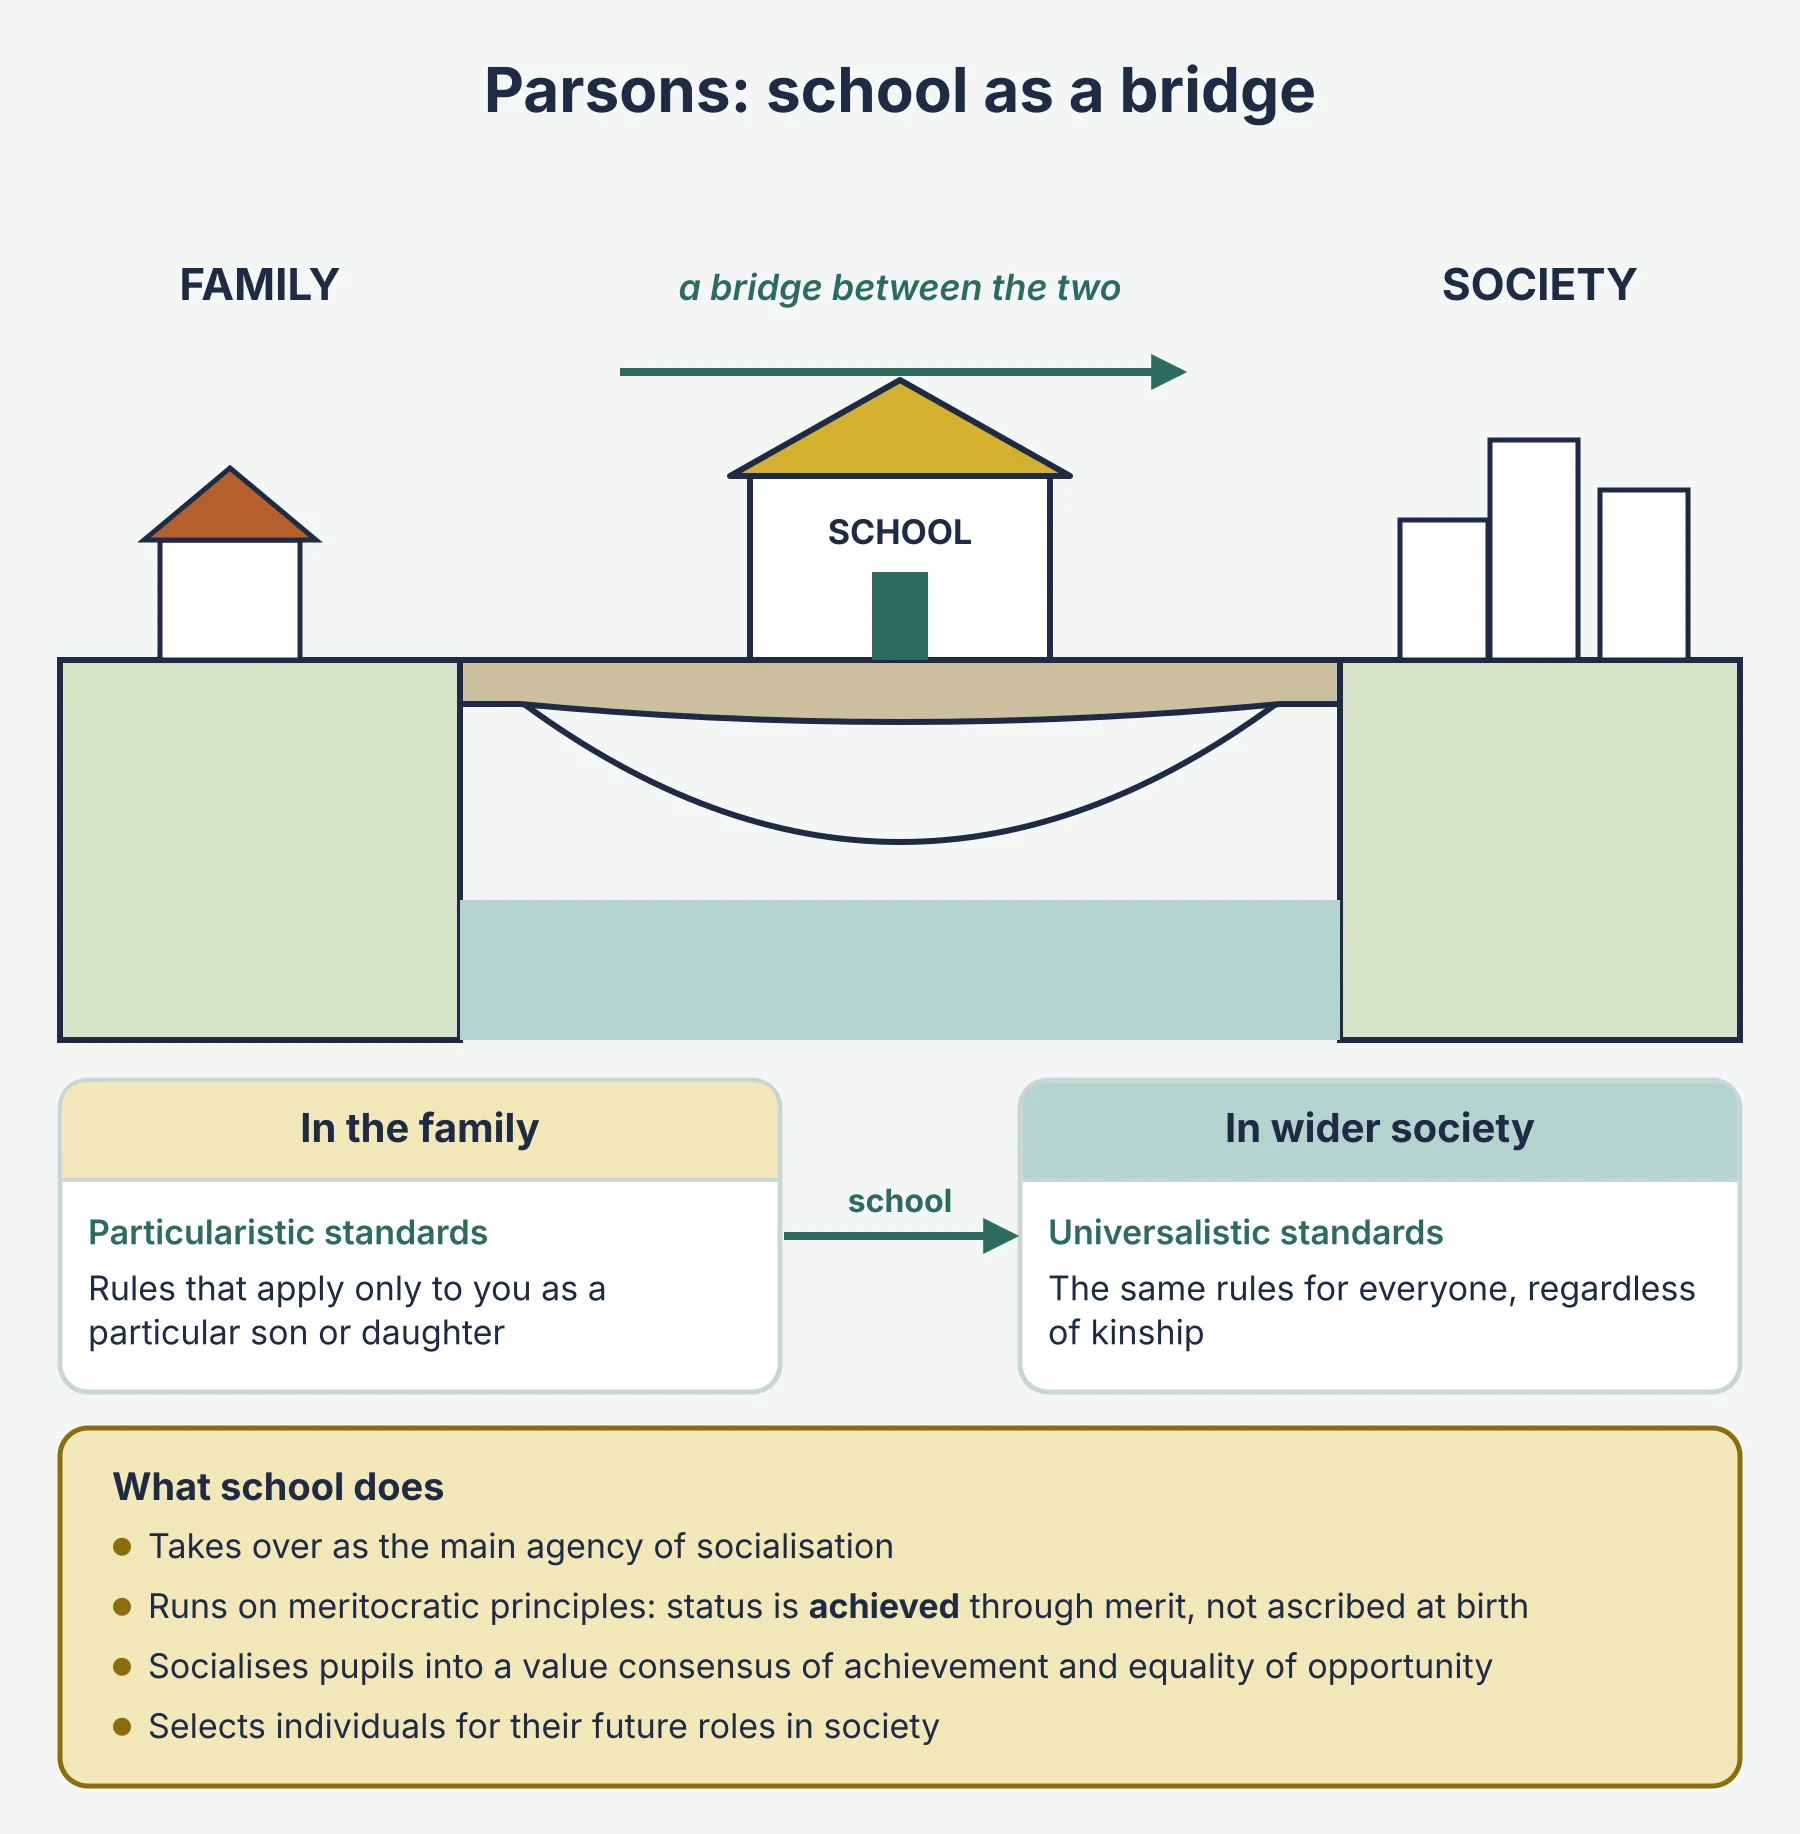 Parsons: school as a bridge
FAMILY
a bridge between the two
SOCIETY
SCHOOL
In the family
Particularistic standards
Rules that apply only to you as a
particular son or daughter
school
In wider society
Universalistic standards
The same rules for everyone, regardless
of kinship
What school does
Takes over as the main agency of socialisation
Runs on meritocratic principles: status is achieved through merit, not ascribed at birth
Socialises pupils into a value consensus of achievement and equality of opportunity
Selects individuals for their future roles in society